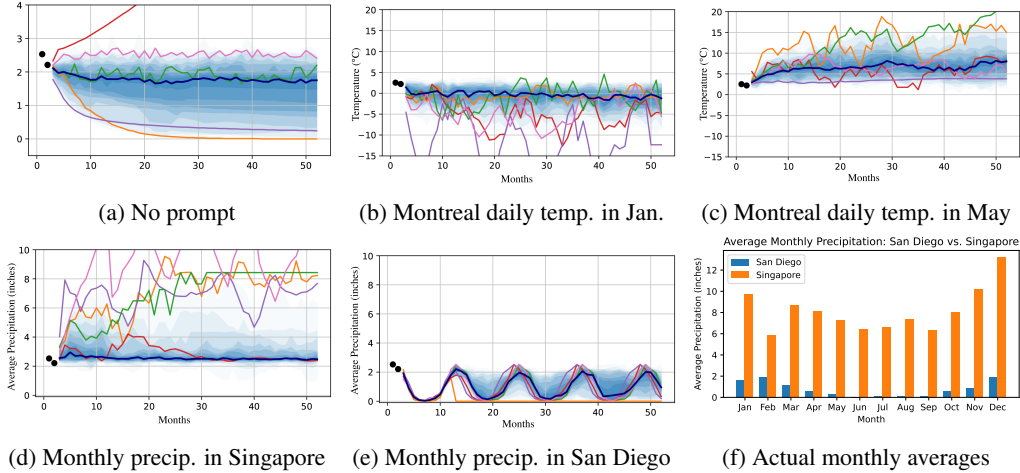 4
3
2
1
0
0 10 20 30 40 50
Months
(a) No prompt
Temperature (°C)
20
15
10
5
0
−5
−10
−15
0 10 20 30 40 50
Months
(b) Montreal daily temp. in Jan.
Temperature (°C)
20
15
10
5
0
−5
−10
−15
0 10 20 30 40 50
Months
(c) Montreal daily temp. in May
Average Precipitation (inches)
10
8
6
4
2
0
0 10 20 30 40 50
Months
(d) Monthly precip. in Singapore
Average Precipitation (inches)
10
8
6
4
2
0
0 10 20 30 40 50
Months
(e) Monthly precip. in San Diego
Average Monthly Precipitation: San Diego vs. Singapore
San Diego
Singapore
Average Precipitation (inches)
12
10
8
6
4
2
0
Jan Feb Mar Apr May Jun Jul Aug Sep Oct Nov Dec
Month
(f) Actual monthly averages